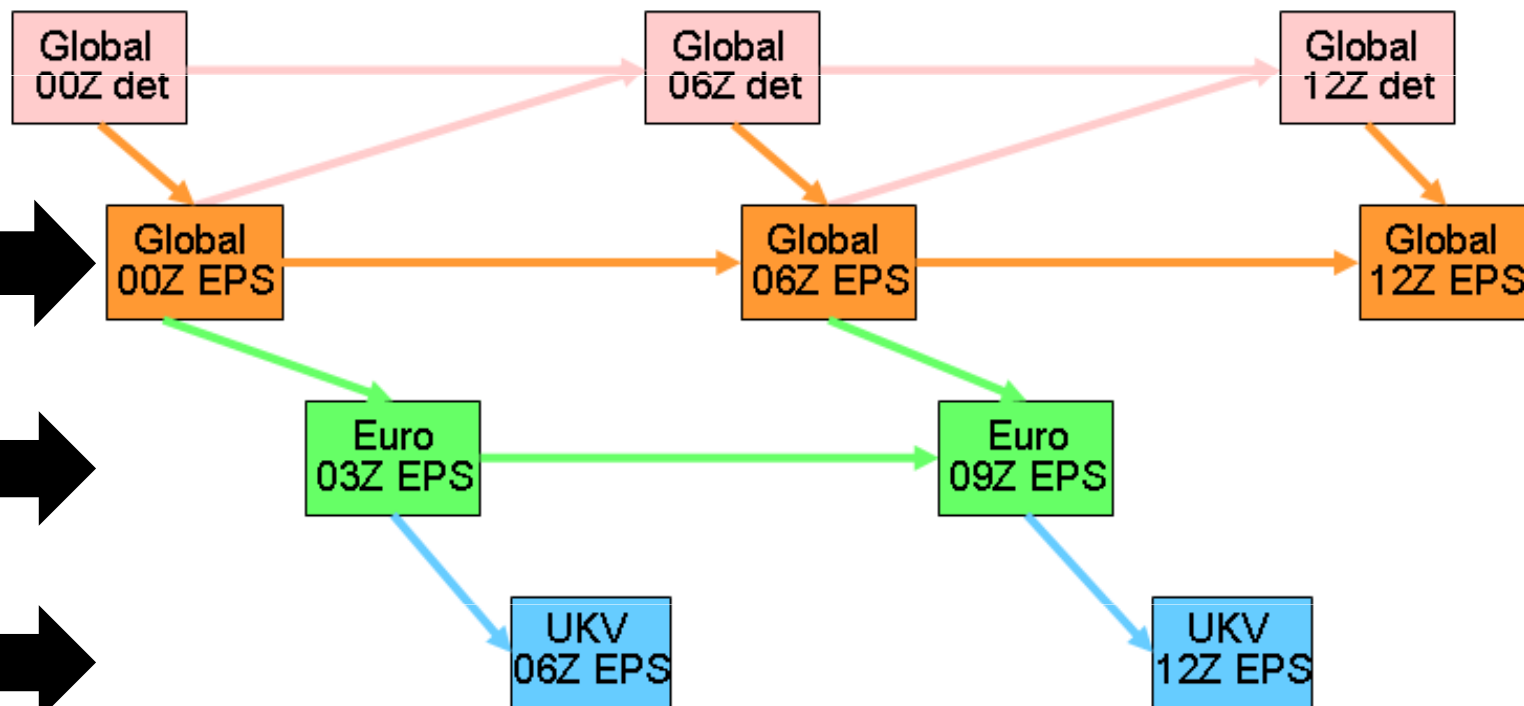 Global
00Z det
Global
06Z det
Global
12Z det
Global
00Z EPS
Global
06Z EPS
Global
12Z EPS
Euro
03Z EPS
Euro
09Z EPS
UKV
06Z EPS
UKV
12Z EPS